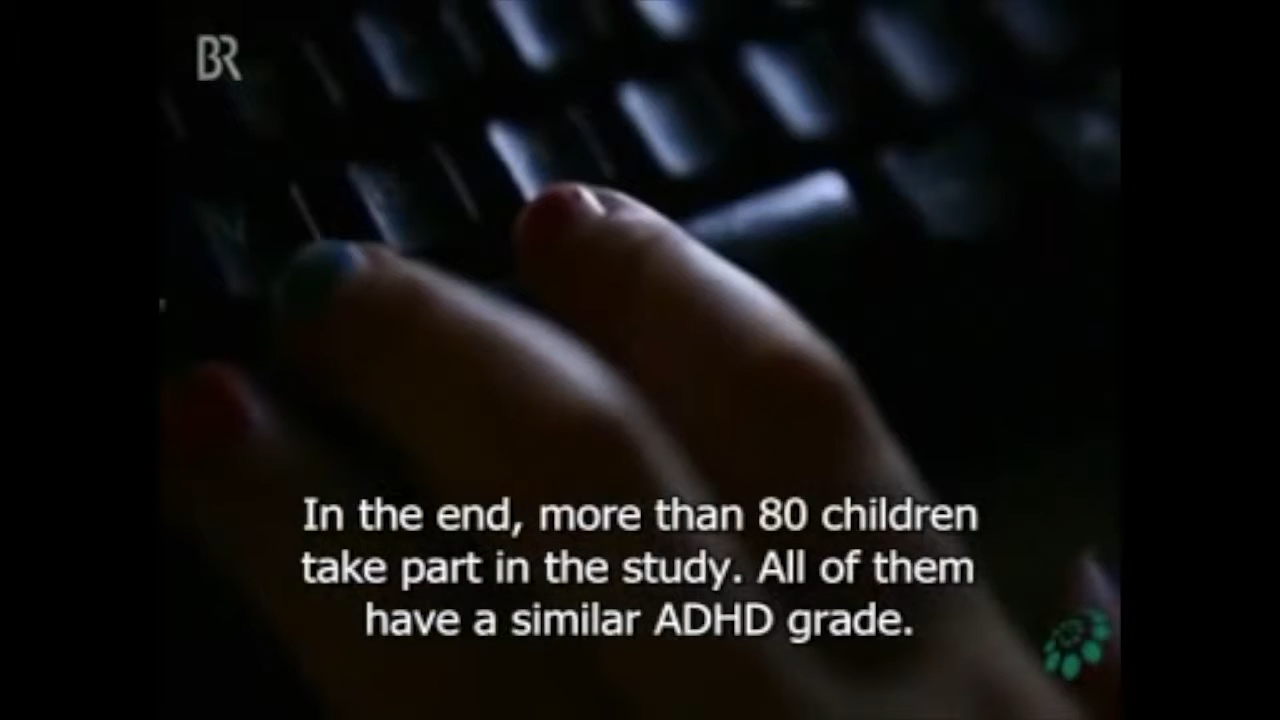 BR
In the end, more than 80 children
take part in the study. All of them
have a similar ADHD grade.